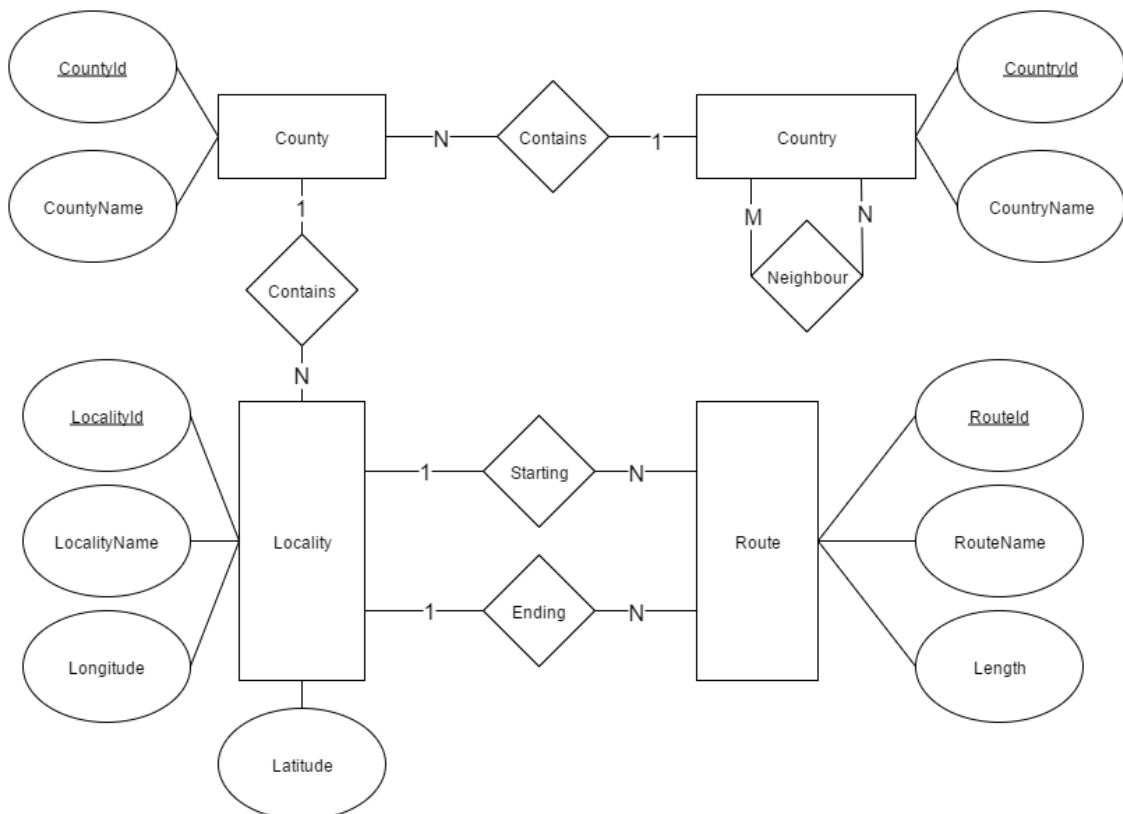 CountyId
CountryId
County
N
Contains
1
Country
CountyName
CountryName
1
M
N
Neighbour
Contains
N
LocalityId
RouteId
1
Starting
N
LocalityName
Locality
Route
RouteName
1
Ending
N
Longitude
Length
Latitude